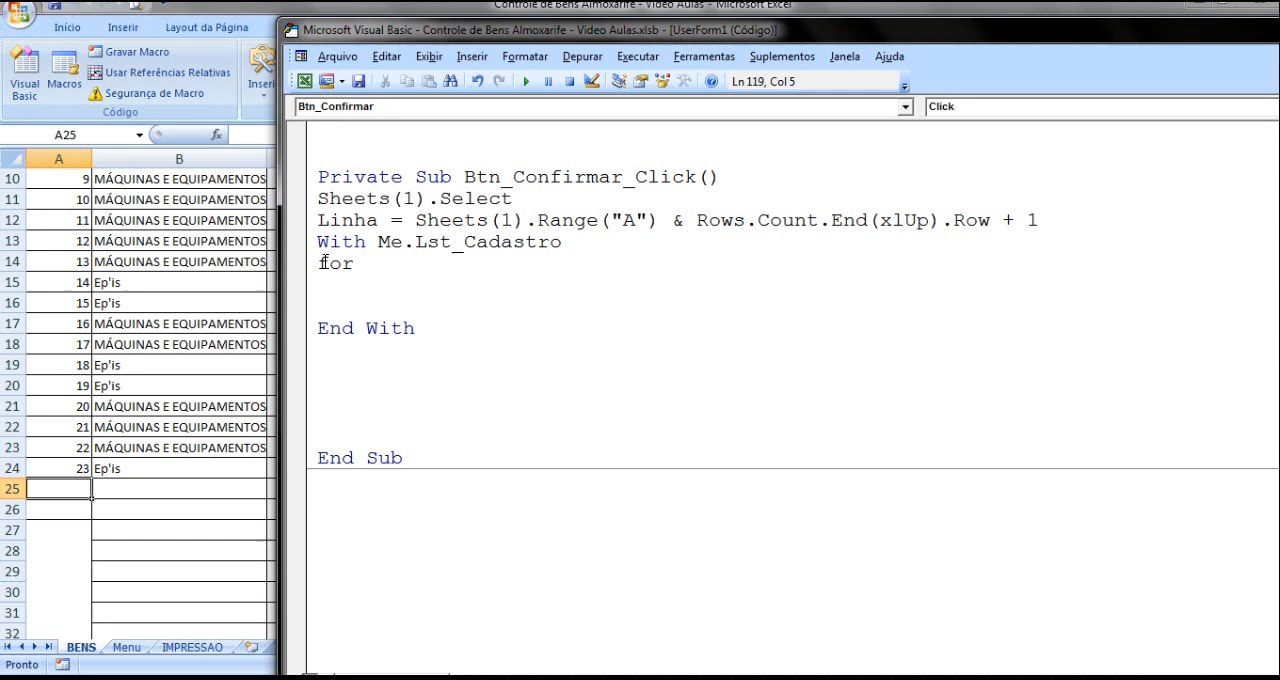 Controle de Bens Almoxarife - Video Aulas - Microsoft Excel
Início Inserir Layout da Página
Visual Basic
Macros
Gravar Macro
Usar Referências Relativas
Segurança de Macro
Inseri
Código
A25 fx
A B
10 9 MÁQUINAS E EQUIPAMENTOS
11 10 MÁQUINAS E EQUIPAMENTOS
12 11 MÁQUINAS E EQUIPAMENTOS
13 12 MÁQUINAS E EQUIPAMENTOS
14 13 MÁQUINAS E EQUIPAMENTOS
15 14 Ep'is
16 15 Ep'is
17 16 MÁQUINAS E EQUIPAMENTOS
18 17 MÁQUINAS E EQUIPAMENTOS
19 18 Ep'is
20 19 Ep'is
21 20 MÁQUINAS E EQUIPAMENTOS
22 21 MÁQUINAS E EQUIPAMENTOS
23 22 MÁQUINAS E EQUIPAMENTOS
24 23 Ep'is
25
26
27
28
29
30
31
32
BENS Menu IMPRESSAO
Pronto
Microsoft Visual Basic - Controle de Bens Almoxarife - Video Aulas.xlsb - [UserForm1 (Código)]
Arquivo Editar Exibir Inserir Formatar Depurar Executar Ferramentas Suplementos Janela Ajuda
Ln 119, Col 5
Btn_Confirmar Click
Private Sub Btn_Confirmar_Click()
Sheets(1).Select
Linha = Sheets(1).Range("A") & Rows.Count.End(xlUp).Row + 1
With Me.Lst_Cadastro
for
End With
End Sub